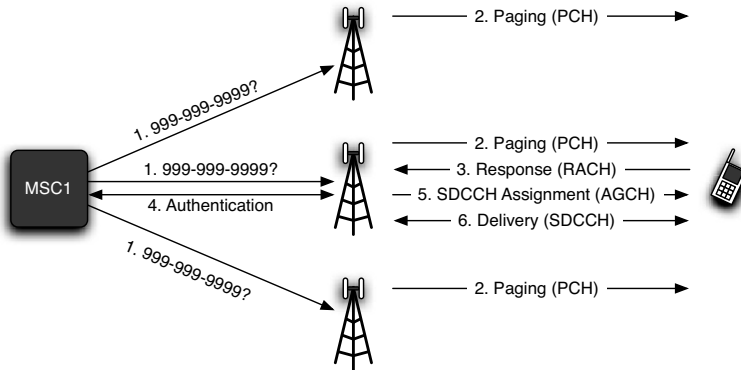 2. Paging (PCH)
1. 999-999-9999?
2. Paging (PCH)
1. 999-999-9999?
3. Response (RACH)
MSC1
5. SDCCH Assignment (AGCH)
4. Authentication
6. Delivery (SDCCH)
1. 999-999-9999?
2. Paging (PCH)